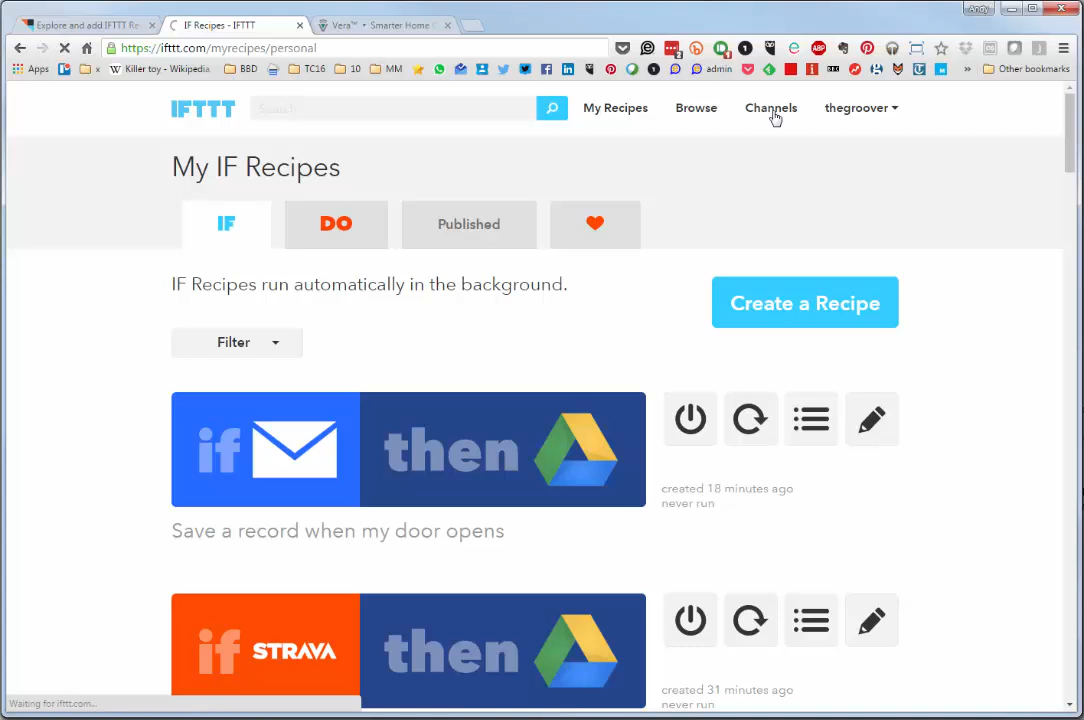 Andy
Explore and add IFTTT Re
IF Recipes - IFTTT
Vera™ • Smarter Home C
https://ifttt.com/myrecipes/personal
Apps
x
Killer toy - Wikipedia
BBD
TC16
10
MM
admin
Other bookmarks
IFTTT
Search
My Recipes
Browse
Channels
thegroover
My IF Recipes
IF
DO
Published
IF Recipes run automatically in the background.
Create a Recipe
Filter
if then
created 18 minutes ago
never run
Save a record when my door opens
if STRAVA then
created 31 minutes ago
never run
Waiting for ifttt.com...